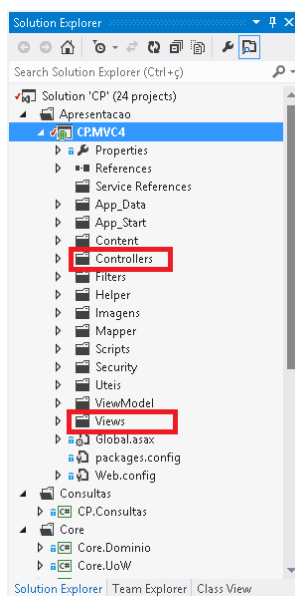 Solution Explorer
Search Solution Explorer (Ctrl+ç)
Solution 'CP' (24 projects)
Apresentacao
CP.MVC4
Properties
References
Service References
App_Data
App_Start
Content
Controllers
Filters
Helper
Imagens
Mapper
Scripts
Security
Uteis
ViewModel
Views
Global.asax
packages.config
Web.config
Consultas
C# CP.Consultas
Core
C# Core.Dominio
C# Core.UoW
Solution Explorer Team Explorer Class View